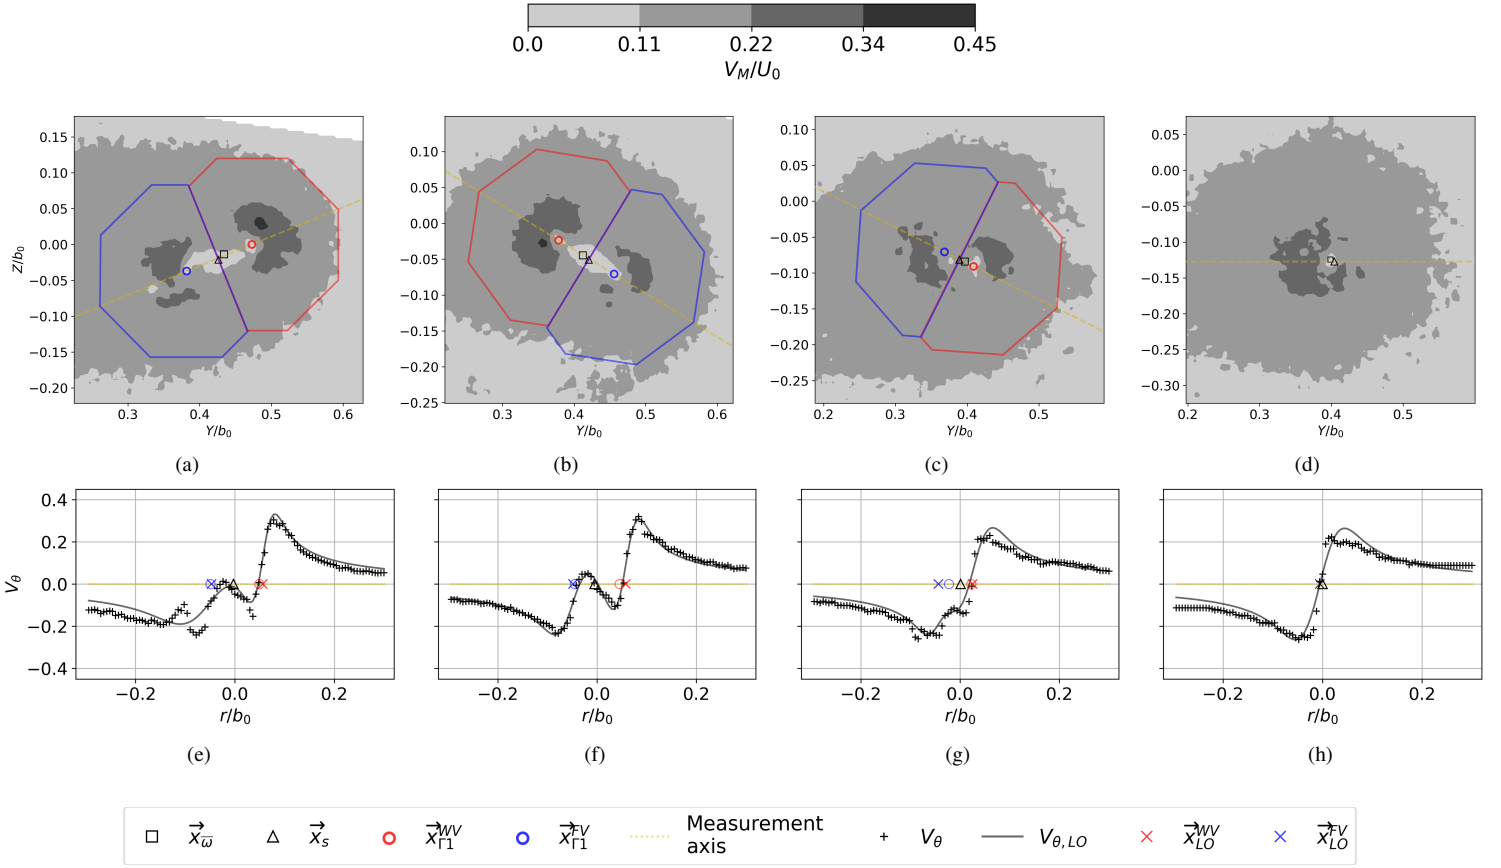 0.0 0.11 0.22 0.34 0.45
V_M/U_0
0.15
0.10
0.05
0.00
−0.05
−0.10
−0.15
−0.20
Z/b_0
0.3 0.4 0.5 0.6
Y/b_0
(a)
0.10
0.05
0.00
−0.05
−0.10
−0.15
−0.20
−0.25
0.3 0.4 0.5 0.6
Y/b_0
(b)
0.10
0.05
0.00
−0.05
−0.10
−0.15
−0.20
−0.25
0.2 0.3 0.4 0.5
Y/b_0
(c)
0.05
0.00
−0.05
−0.10
−0.15
−0.20
−0.25
−0.30
0.2 0.3 0.4 0.5
Y/b_0
(d)
0.4
0.2
0.0
−0.2
−0.4
V_θ
−0.2 0.0 0.2
r/b_0
(e)
−0.2 0.0 0.2
r/b_0
(f)
−0.2 0.0 0.2
r/b_0
(g)
−0.2 0.0 0.2
r/b_0
(h)
x⃗_ω̅ x⃗_s x⃗_Γ1^WV x⃗_Γ1^FV Measurement axis V_θ V_θ,LO x⃗_LO^WV x⃗_LO^FV